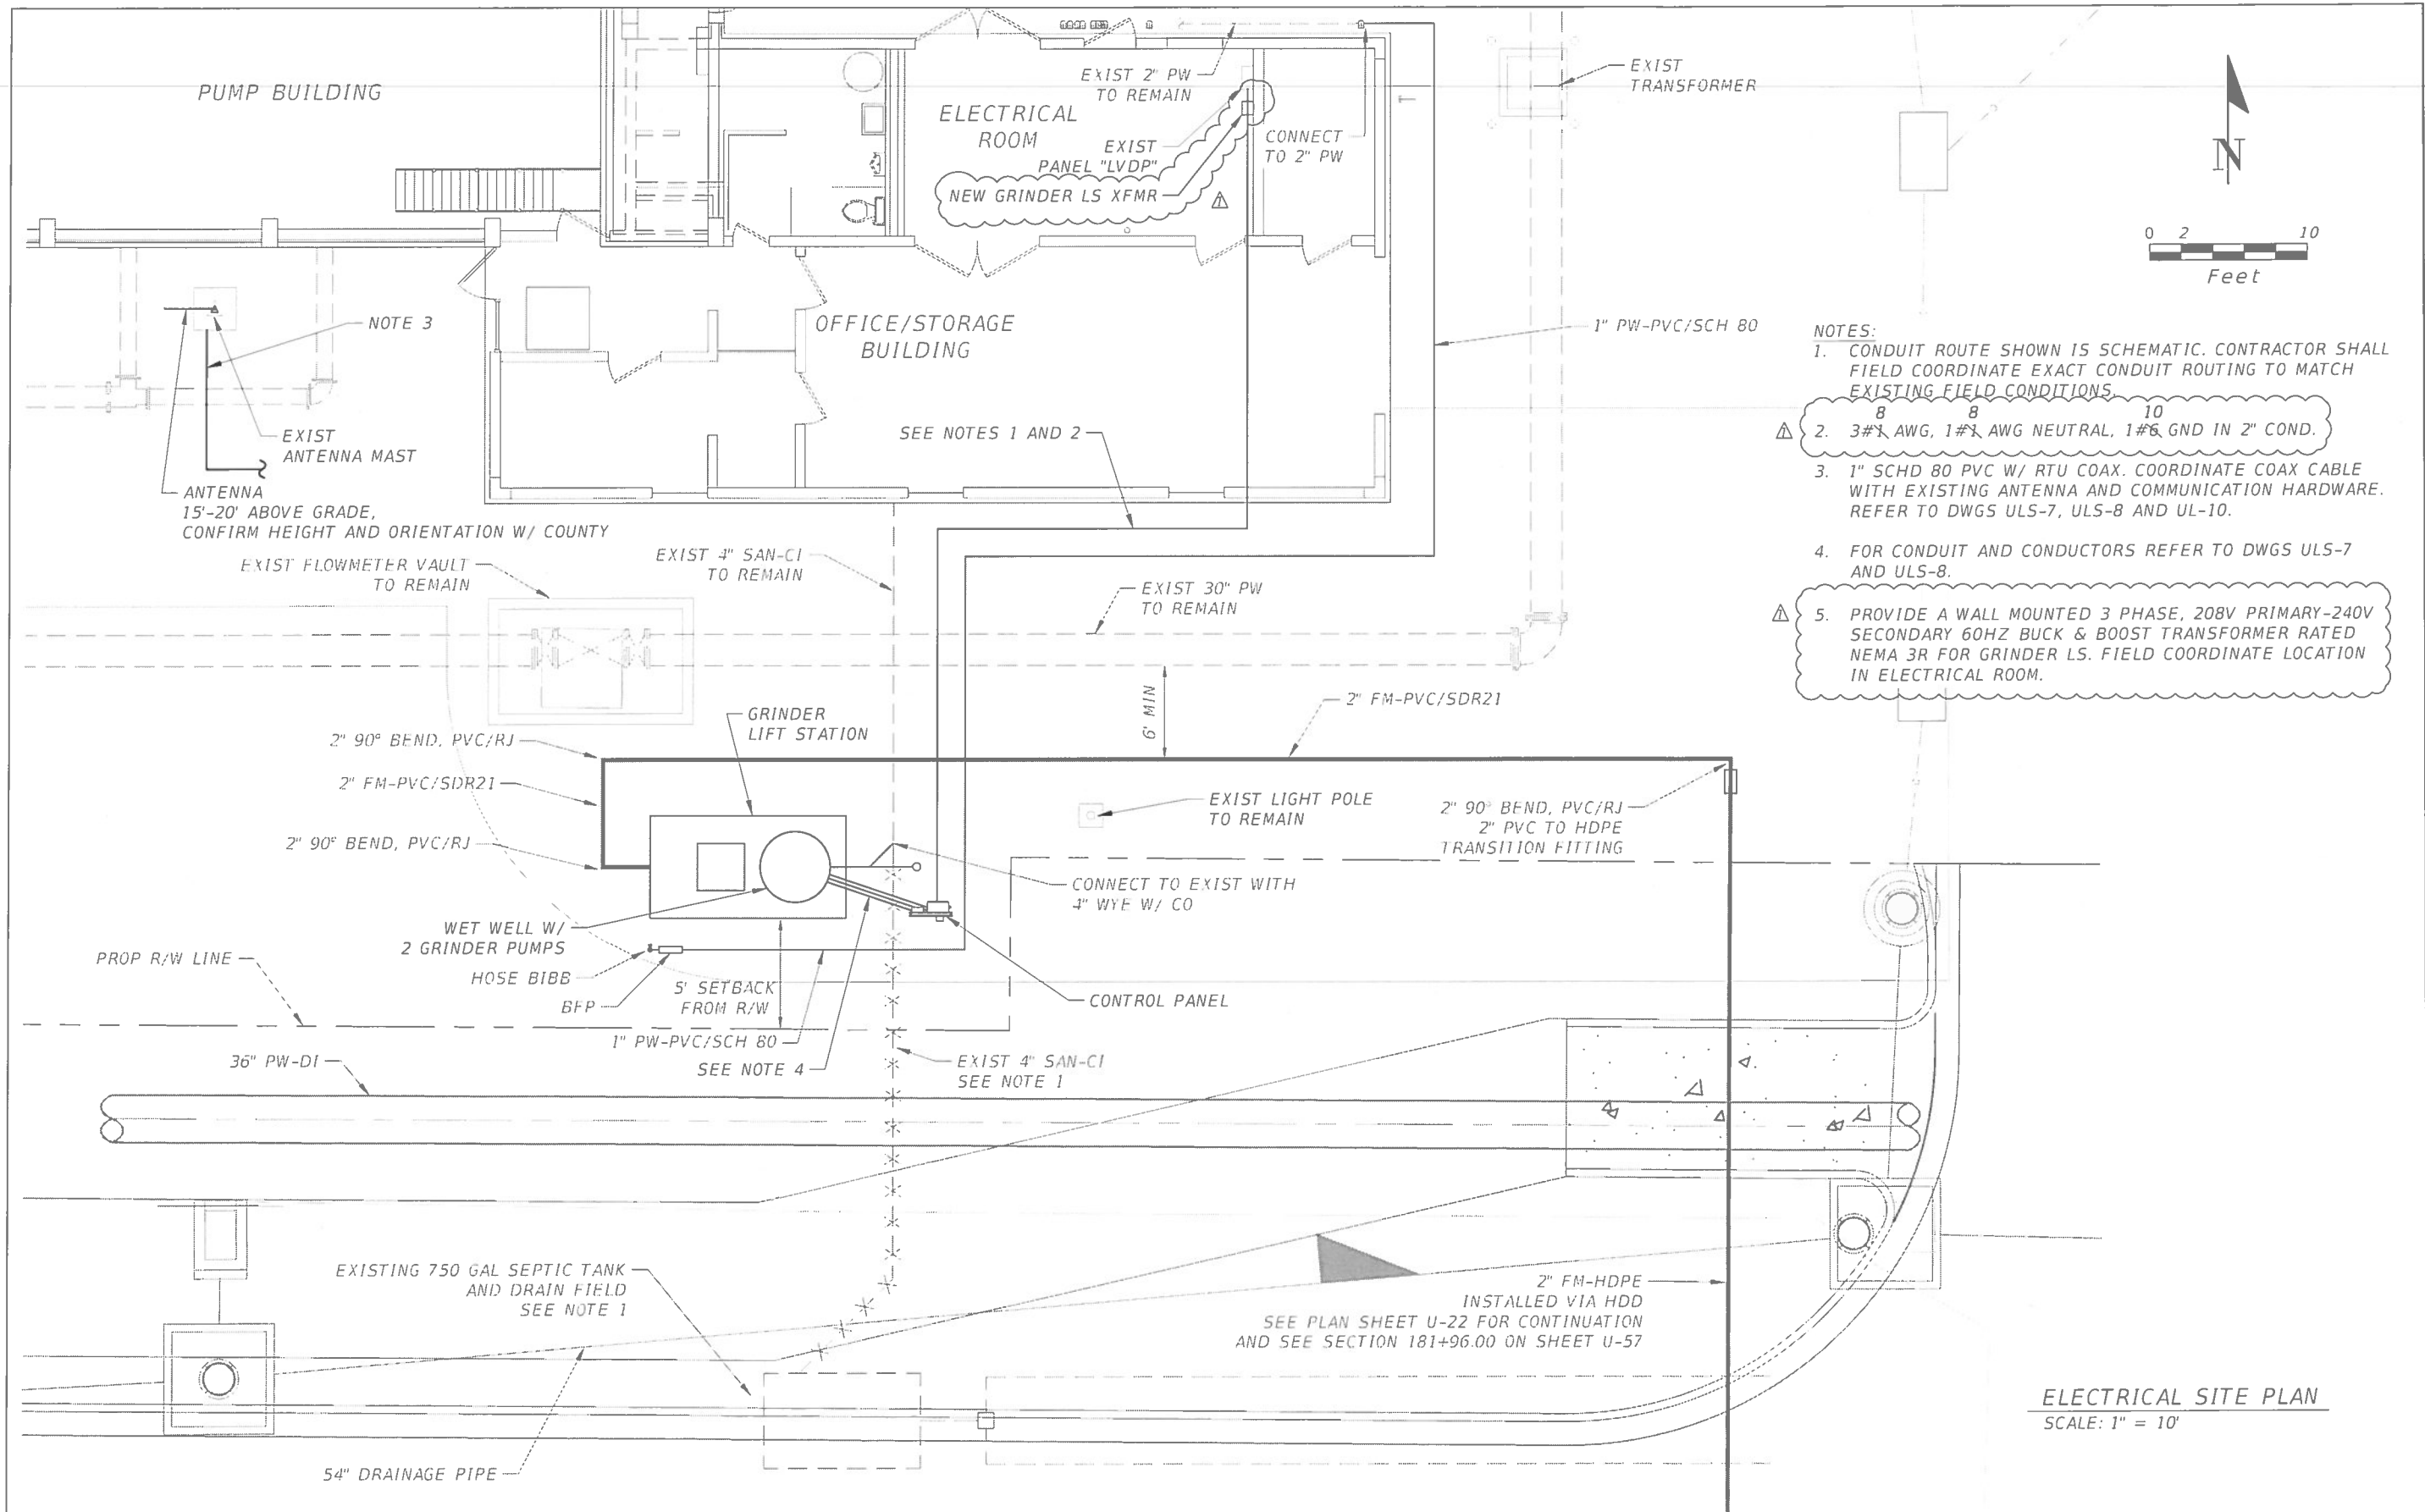 PUMP BUILDING
EXIST 2" PW
TO REMAIN
ELECTRICAL
ROOM
EXIST
PANEL "LVDP"
NEW GRINDER LS XFMR
1
CONNECT
TO 2" PW
EXIST
TRANSFORMER
N
0 2 10
Feet
NOTE 3
OFFICE/STORAGE
BUILDING
1" PW-PVC/SCH 80
EXIST
ANTENNA MAST
SEE NOTES 1 AND 2
ANTENNA
15'-20' ABOVE GRADE,
CONFIRM HEIGHT AND ORIENTATION W/ COUNTY
NOTES:
1. CONDUIT ROUTE SHOWN IS SCHEMATIC. CONTRACTOR SHALL
FIELD COORDINATE EXACT CONDUIT ROUTING TO MATCH
EXISTING FIELD CONDITIONS.
8 8 10
1 2. 3#1 AWG, 1#1 AWG NEUTRAL, 1#6 GND IN 2" COND.
3. 1" SCHD 80 PVC W/ RTU COAX. COORDINATE COAX CABLE
WITH EXISTING ANTENNA AND COMMUNICATION HARDWARE.
REFER TO DWGS ULS-7, ULS-8 AND UL-10.
4. FOR CONDUIT AND CONDUCTORS REFER TO DWGS ULS-7
AND ULS-8.
1 5. PROVIDE A WALL MOUNTED 3 PHASE, 208V PRIMARY-240V
SECONDARY 60HZ BUCK & BOOST TRANSFORMER RATED
NEMA 3R FOR GRINDER LS. FIELD COORDINATE LOCATION
IN ELECTRICAL ROOM.
EXIST FLOWMETER VAULT
TO REMAIN
EXIST 4" SAN-CI
TO REMAIN
EXIST 30" PW
TO REMAIN
6' MIN
2" FM-PVC/SDR21
GRINDER
LIFT STATION
2" 90° BEND, PVC/RJ
2" FM-PVC/SDR21
2" 90° BEND, PVC/RJ
EXIST LIGHT POLE
TO REMAIN
2" 90° BEND, PVC/RJ
2" PVC TO HDPE
TRANSITION FITTING
CONNECT TO EXIST WITH
4" WYE W/ CO
WET WELL W/
2 GRINDER PUMPS
PROP R/W LINE
HOSE BIBB
BFP
5' SETBACK
FROM R/W
CONTROL PANEL
1" PW-PVC/SCH 80
SEE NOTE 4
EXIST 4" SAN-CI
SEE NOTE 1
36" PW-DI
EXISTING 750 GAL SEPTIC TANK
AND DRAIN FIELD
SEE NOTE 1
2" FM-HDPE
INSTALLED VIA HDD
SEE PLAN SHEET U-22 FOR CONTINUATION
AND SEE SECTION 181+96.00 ON SHEET U-57
54" DRAINAGE PIPE
ELECTRICAL SITE PLAN
SCALE: 1" = 10'